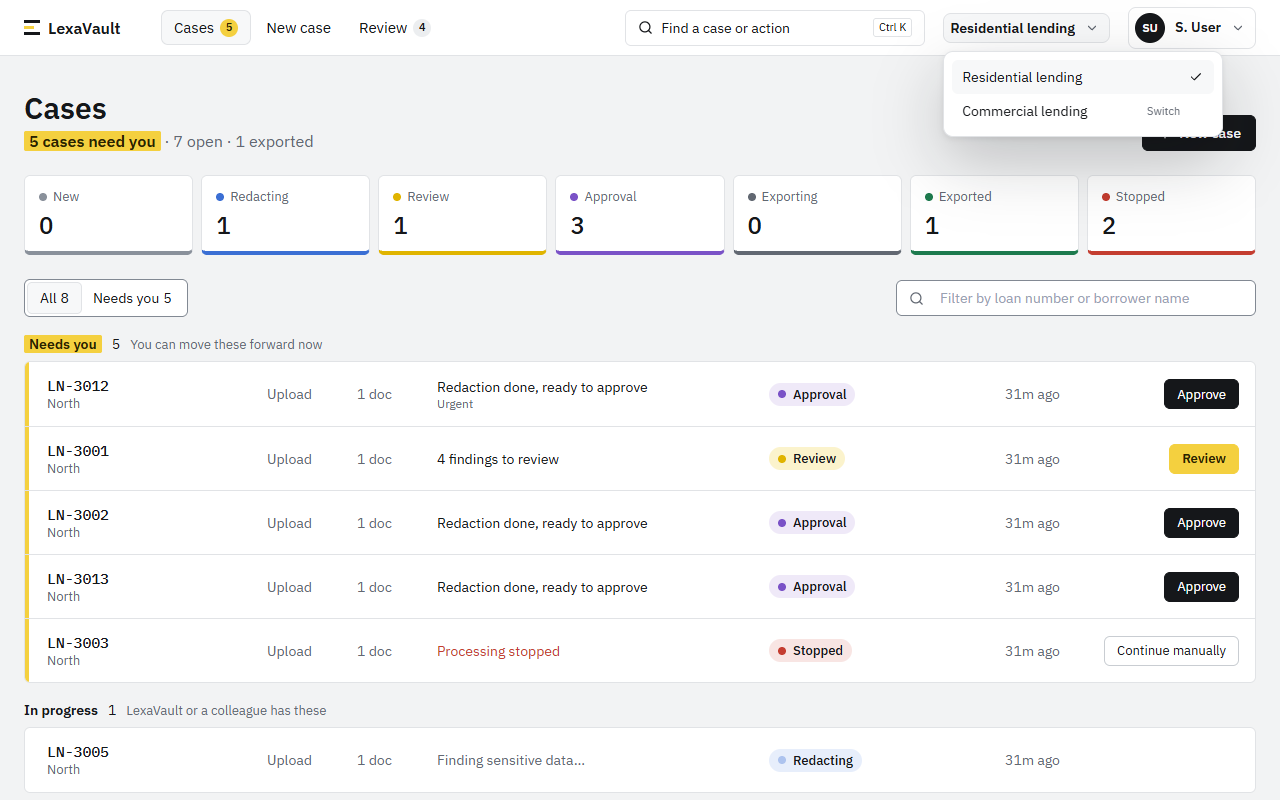 LexaVault
Cases 5
New case
Review 4
Find a case or action
Ctrl K
Residential lending
SU
S. User
Residential lending
Commercial lending
Switch
Cases
5 cases need you · 7 open · 1 exported
New
0
Redacting
1
Review
1
Approval
3
Exporting
0
Exported
1
Stopped
2
All 8
Needs you 5
Filter by loan number or borrower name
Needs you 5 You can move these forward now
LN-3012
North
Upload
1 doc
Redaction done, ready to approve
Urgent
Approval
31m ago
Approve
LN-3001
North
Upload
1 doc
4 findings to review
Review
31m ago
Review
LN-3002
North
Upload
1 doc
Redaction done, ready to approve
Approval
31m ago
Approve
LN-3013
North
Upload
1 doc
Redaction done, ready to approve
Approval
31m ago
Approve
LN-3003
North
Upload
1 doc
Processing stopped
Stopped
31m ago
Continue manually
In progress 1 LexaVault or a colleague has these
LN-3005
North
Upload
1 doc
Finding sensitive data…
Redacting
31m ago